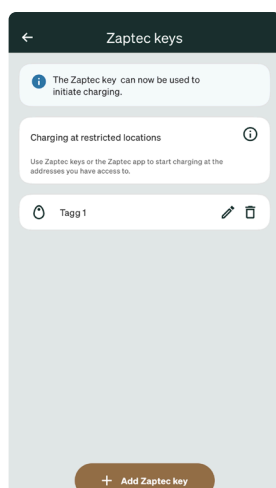 Zaptec keys
The Zaptec key can now be used to
initiate charging.
Charging at restricted locations
Use Zaptec keys or the Zaptec app to start charging at the
addresses you have access to.
Tagg 1
Add Zaptec key